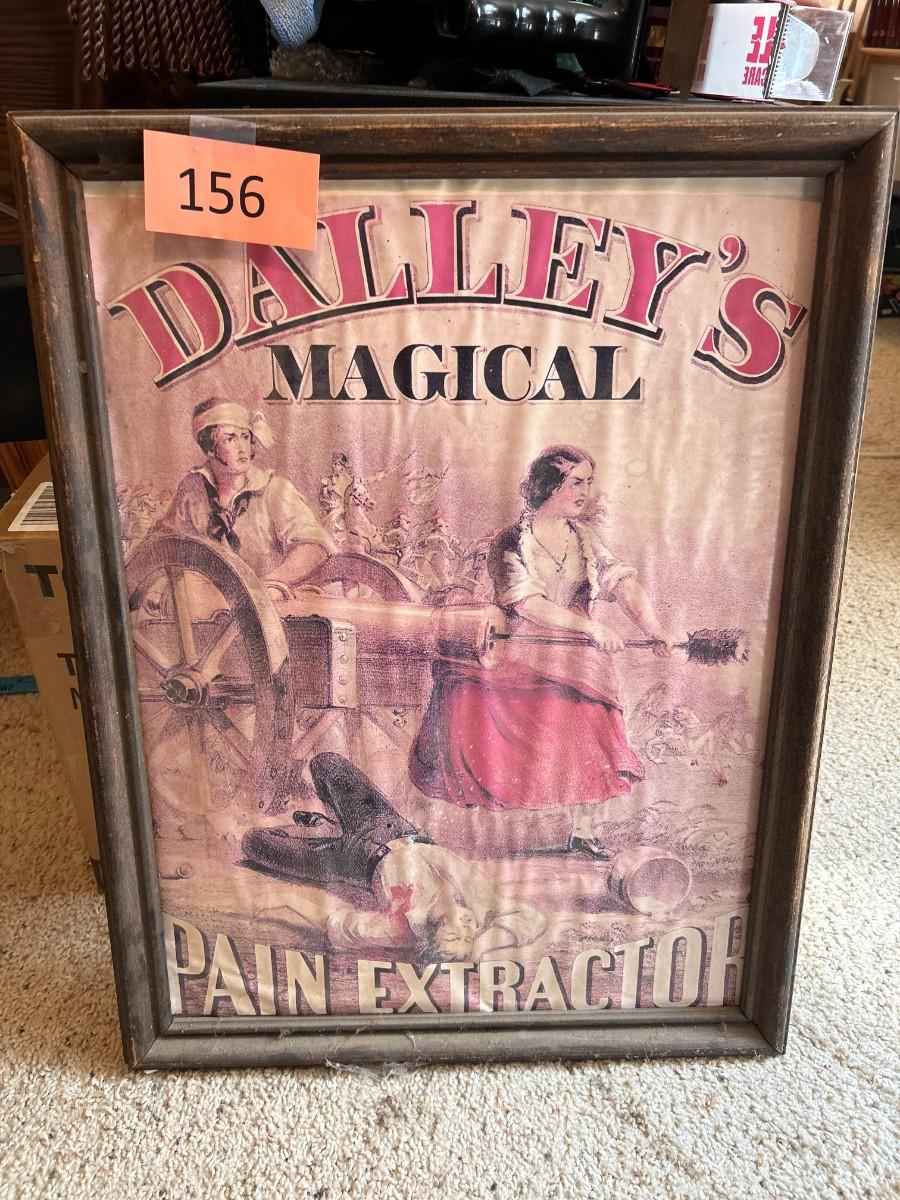 156
DALLEY'S
MAGICAL
PAIN EXTRACTOR